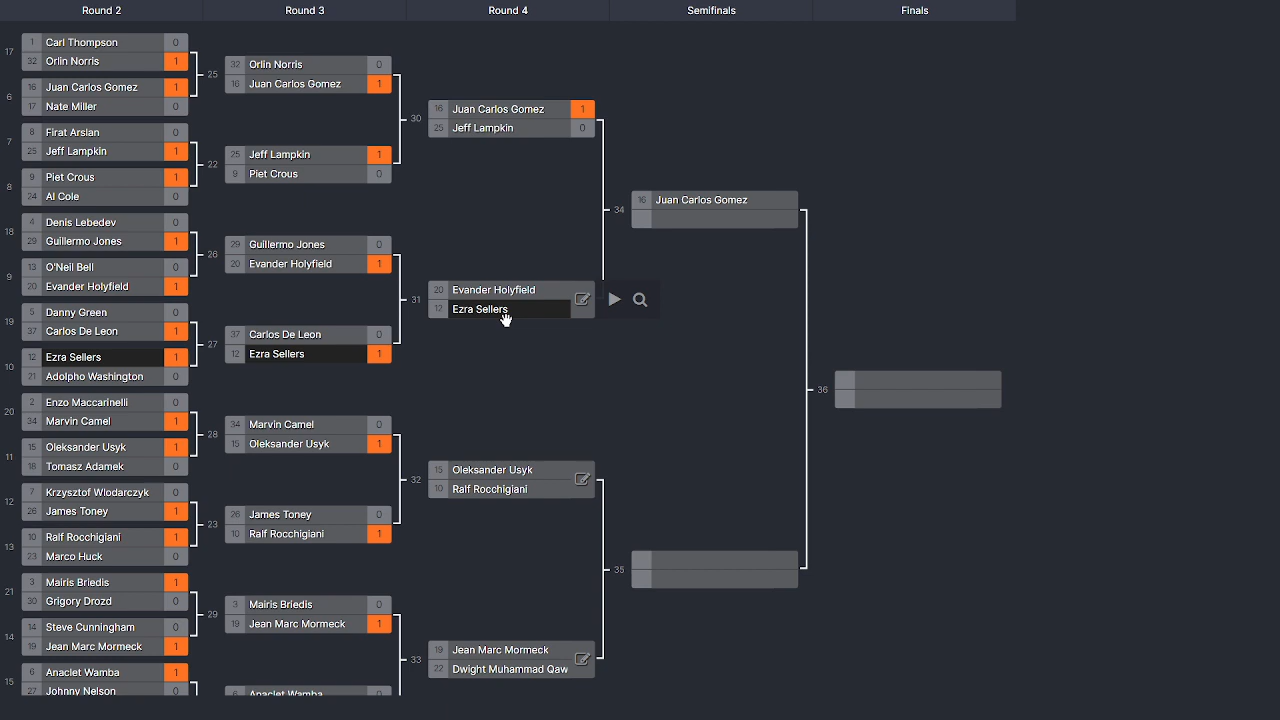 Round 2
Round 3
Round 4
Semifinals
Finals
17
1 Carl Thompson 0
32 Orlin Norris 1
6
16 Juan Carlos Gomez 1
17 Nate Miller 0
7
8 Firat Arslan 0
25 Jeff Lampkin 1
8
9 Piet Crous 1
24 Al Cole 0
18
4 Denis Lebedev 0
29 Guillermo Jones 1
9
13 O'Neil Bell 0
20 Evander Holyfield 1
19
5 Danny Green 0
37 Carlos De Leon 1
10
12 Ezra Sellers 1
21 Adolpho Washington 0
20
2 Enzo Maccarinelli 0
34 Marvin Camel 1
11
15 Oleksander Usyk 1
18 Tomasz Adamek 0
12
7 Krzysztof Wlodarczyk 0
26 James Toney 1
13
10 Ralf Rocchigiani 1
23 Marco Huck 0
21
3 Mairis Briedis 1
30 Grigory Drozd 0
14
14 Steve Cunningham 0
19 Jean Marc Mormeck 1
15
6 Anaclet Wamba 1
27 Johnny Nelson 0
25
32 Orlin Norris 0
16 Juan Carlos Gomez 1
22
25 Jeff Lampkin 1
9 Piet Crous 0
26
29 Guillermo Jones 0
20 Evander Holyfield 1
27
37 Carlos De Leon 0
12 Ezra Sellers 1
28
34 Marvin Camel 0
15 Oleksander Usyk 1
23
26 James Toney 0
10 Ralf Rocchigiani 1
29
3 Mairis Briedis 0
19 Jean Marc Mormeck 1
6 Anaclet Wamba 0
30
16 Juan Carlos Gomez 1
25 Jeff Lampkin 0
31
20 Evander Holyfield
12 Ezra Sellers
32
15 Oleksander Usyk
10 Ralf Rocchigiani
33
19 Jean Marc Mormeck
22 Dwight Muhammad Qaw
34
16 Juan Carlos Gomez
35
36